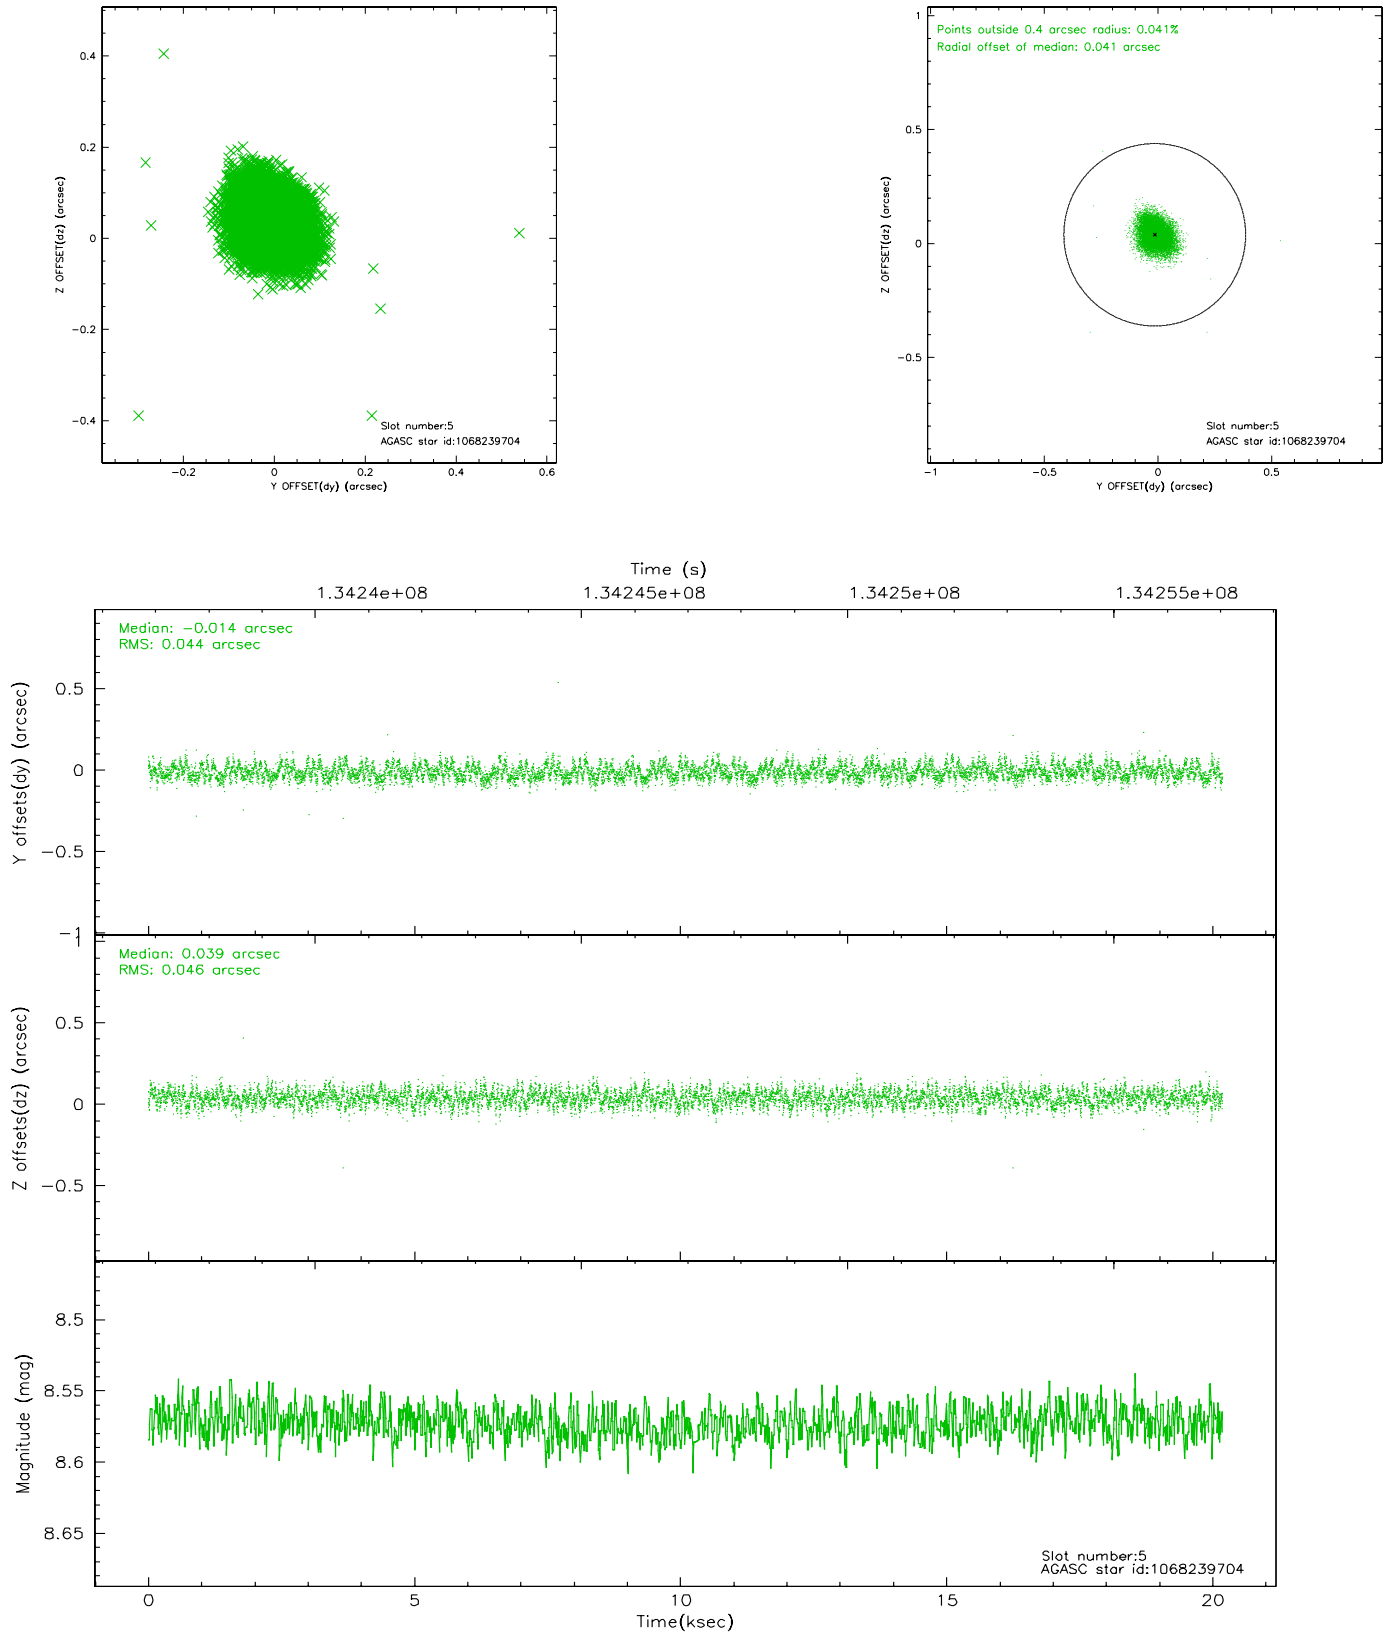 0.4
0.2
0
−0.2
−0.4
Z OFFSET(dz) (arcsec)
Slot number:5
AGASC star id:1068239704
−0.2 0 0.2 0.4 0.6
Y OFFSET(dy) (arcsec)
1
0.5
0
−0.5
Z OFFSET(dz) (arcsec)
Points outside 0.4 arcsec radius: 0.041%
Radial offset of median: 0.041 arcsec
Slot number:5
AGASC star id:1068239704
−1 −0.5 0 0.5
Y OFFSET(dy) (arcsec)
Time (s)
1.3424e+08 1.34245e+08 1.3425e+08 1.34255e+08
Median: −0.014 arcsec
RMS: 0.044 arcsec
0.5
0
−0.5
−1
Y offsets(dy) (arcsec)
Median: 0.039 arcsec
RMS: 0.046 arcsec
1
0.5
0
−0.5
Z offsets(dz) (arcsec)
8.5
8.55
8.6
8.65
Magnitude (mag)
Slot number:5
AGASC star id:1068239704
0 5 10 15 20
Time(ksec)